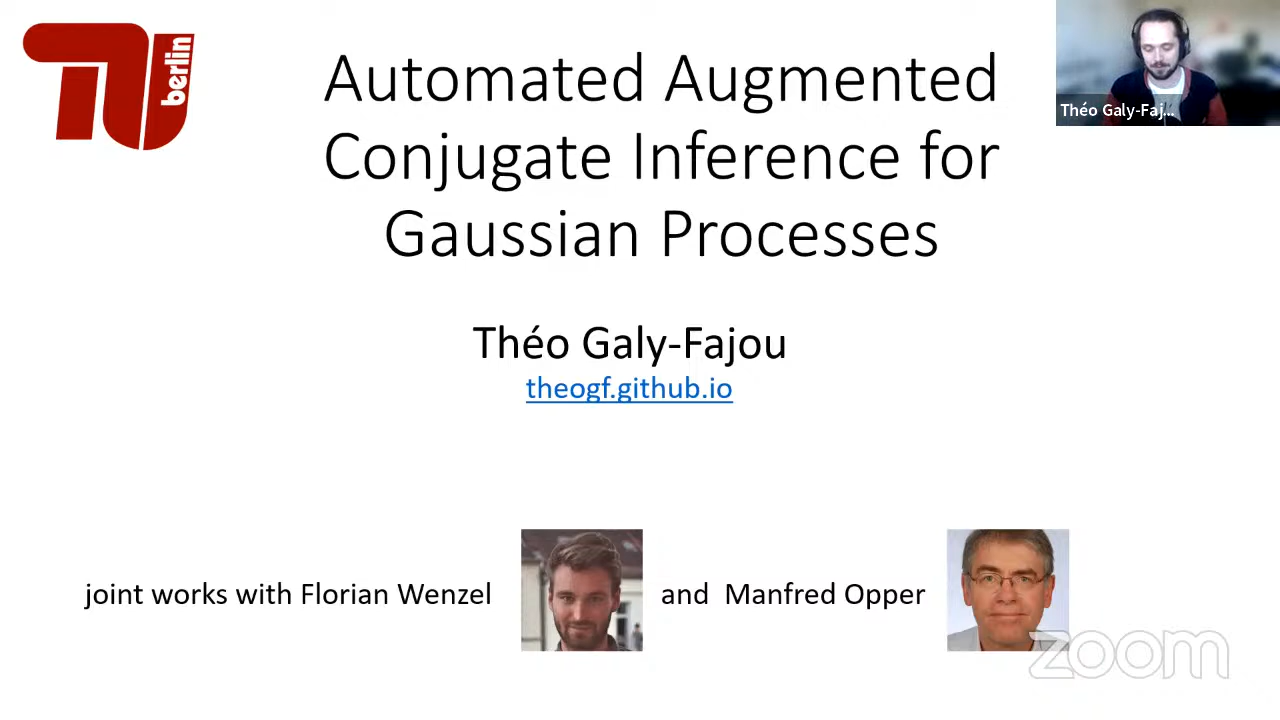 berlin
Automated Augmented
Conjugate Inference for
Gaussian Processes
Théo Galy-Faj...
Théo Galy-Fajou
theogf.github.io
joint works with Florian Wenzel
and Manfred Opper
zoom